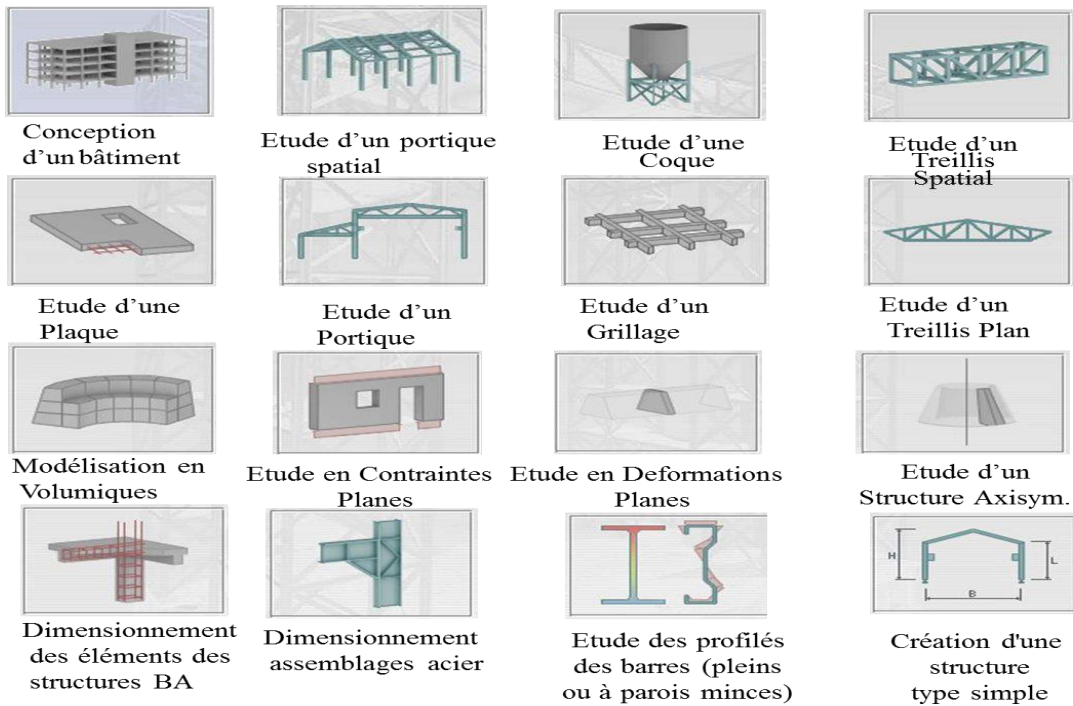 Conception
d'un bâtiment
Etude d'un portique
spatial
Etude d'une
Coque
Etude d'un
Treillis
Spatial
Etude d'une
Plaque
Etude d'un
Portique
Etude d'un
Grillage
Etude d'un
Treillis Plan
Modélisation en
Volumiques
Etude en Contraintes
Planes
Etude en Deformations
Planes
Etude d'un
Structure Axisym.
H
L
B
Dimensionnement
des éléments des
structures BA
Dimensionnement
assemblages acier
Etude des profilés
des barres (pleins
ou à parois minces)
Création d'une
structure
type simple